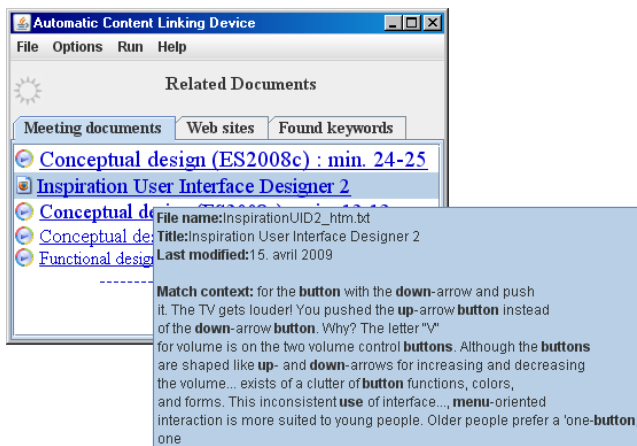 Automatic Content Linking Device
File Options Run Help
Related Documents
Meeting documents Web sites Found keywords
Conceptual design (ES2008c) : min. 24-25
Inspiration User Interface Designer 2
Conceptual de
File name:InspirationUID2_htm.txt
Conceptual de
Title:Inspiration User Interface Designer 2
Functional design
Last modified:15. avril 2009
Match context: for the button with the down-arrow and push
it. The TV gets louder! You pushed the up-arrow button instead
of the down-arrow button. Why? The letter "V"
for volume is on the two volume control buttons. Although the buttons
are shaped like up- and down-arrows for increasing and decreasing
the volume... exists of a clutter of button functions, colors,
and forms. This inconsistent use of interface..., menu-oriented
interaction is more suited to young people. Older people prefer a 'one-button
one